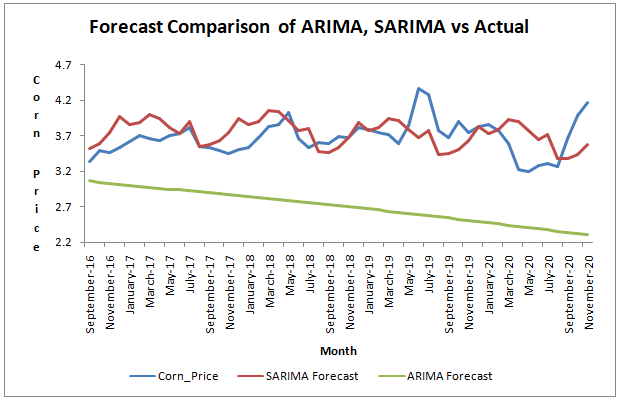 Forecast Comparison of ARIMA, SARIMA vs Actual
Corn Price
4.7
4.2
3.7
3.2
2.7
2.2
September-16
November-16
January-17
March-17
May-17
July-17
September-17
November-17
January-18
March-18
May-18
July-18
September-18
November-18
January-19
March-19
May-19
July-19
September-19
November-19
January-20
March-20
May-20
July-20
September-20
November-20
Month
Corn_Price
SARIMA Forecast
ARIMA Forecast